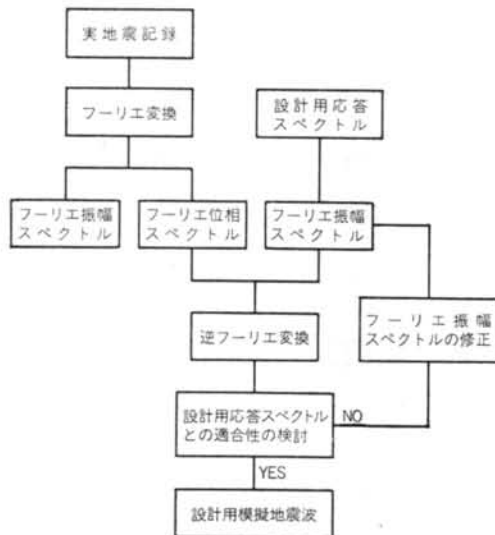 実地震記録
フーリエ変換
設計用応答
スペクトル
フーリエ振幅
スペクトル
フーリエ位相
スペクトル
フーリエ振幅
スペクトル
逆フーリエ変換
フーリエ振幅
スペクトルの修正
設計用応答スペクトル
との適合性の検討
NO
YES
設計用模擬地震波